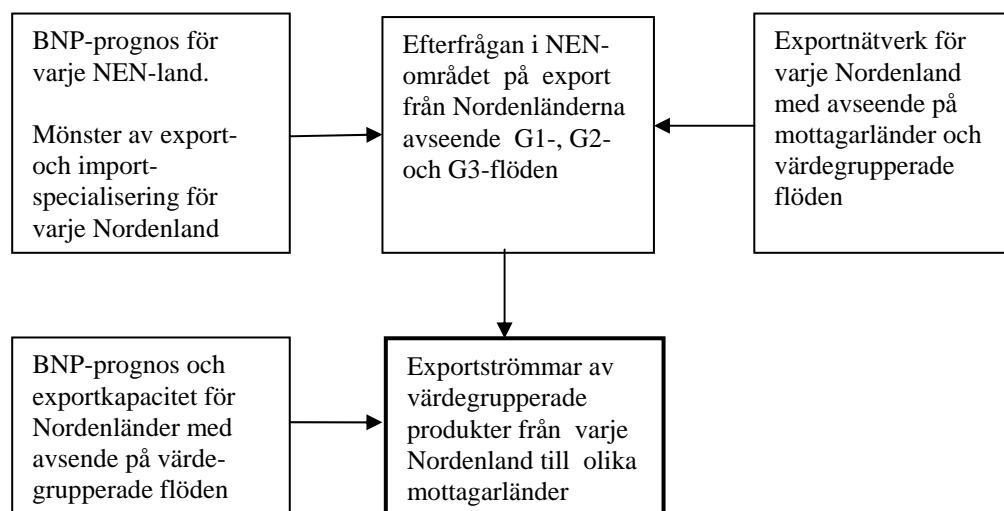 BNP-prognos för
varje NEN-land.
Mönster av export-
och import-
specialisering för
varje Nordenland
Efterfrågan i NEN-
området på export
från Nordenländerna
avseende G1-, G2-
och G3-flöden
Exportnätverk för
varje Nordenland
med avseende på
mottagarländer och
värdegrupperade
flöden
BNP-prognos och
exportkapacitet för
Nordenländer med
avsende på värde-
grupperade flöden
Exportströmmar av
värdegrupperade
produkter från varje
Nordenland till olika
mottagarländer